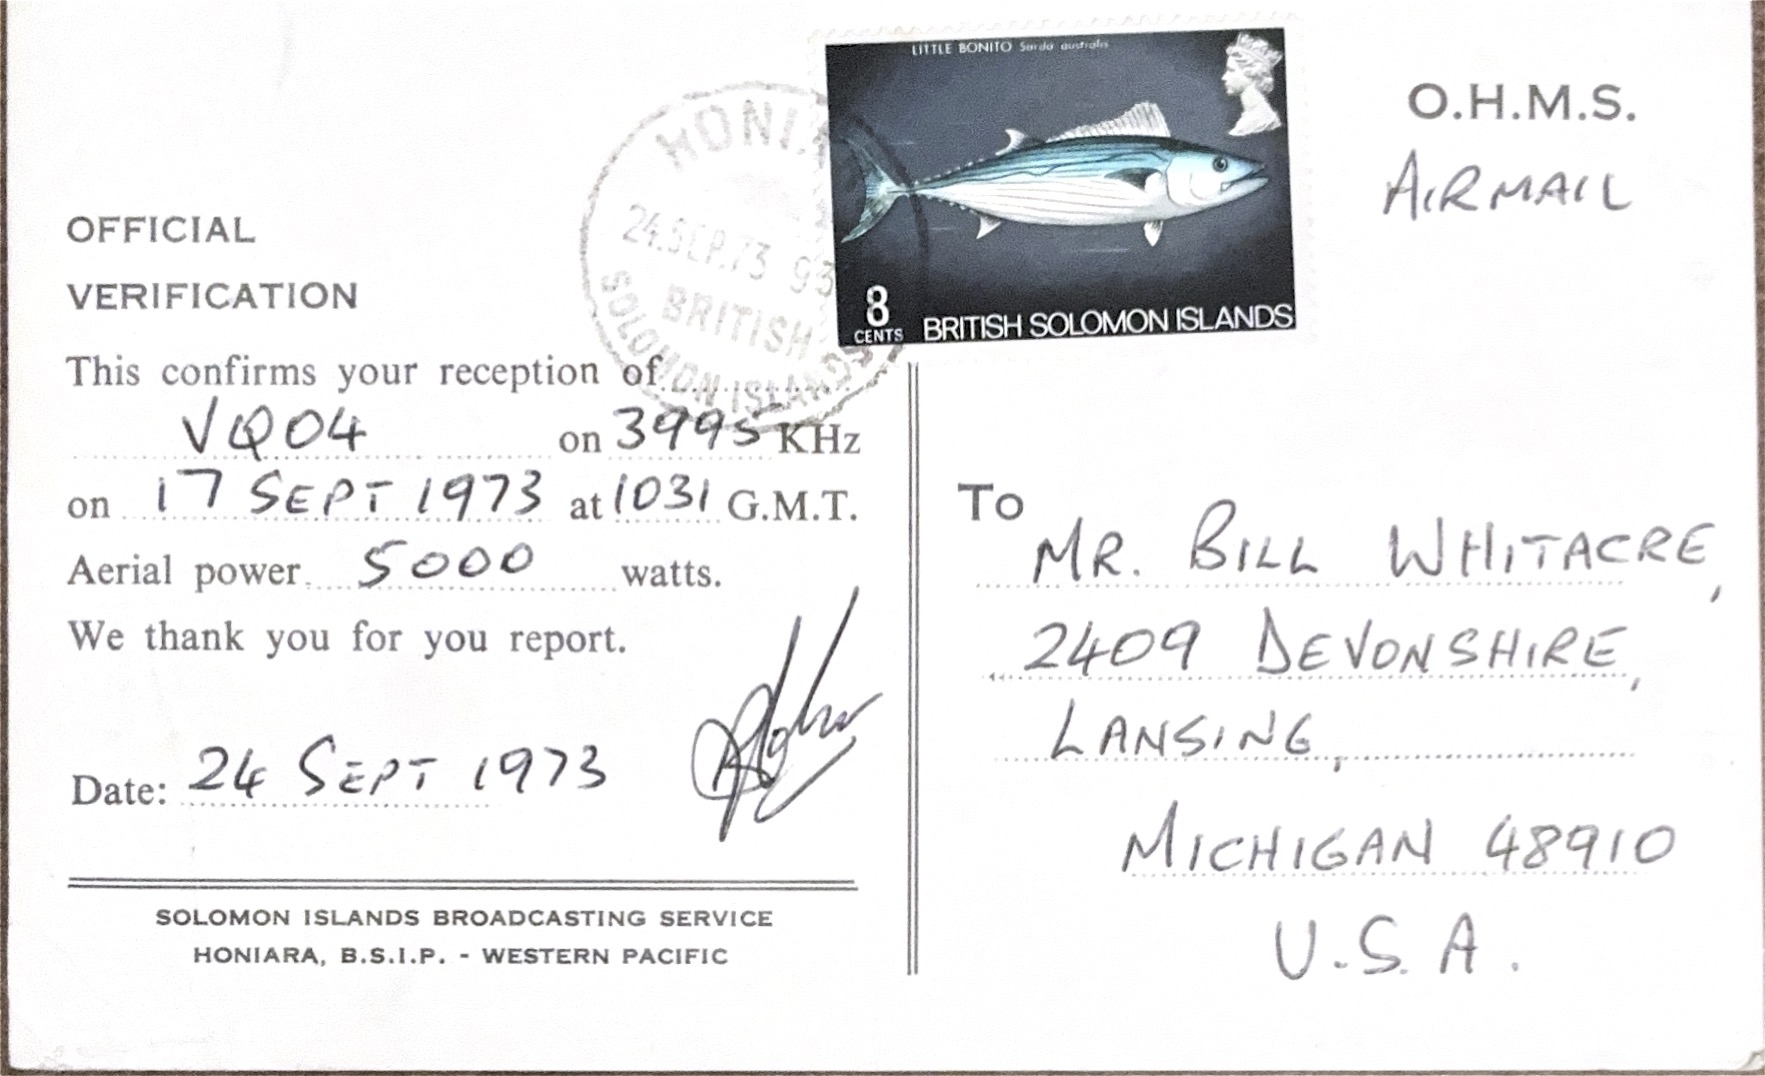 LITTLE BONITO Sarda australis
8
CENTS BRITISH SOLOMON ISLANDS
HONIA
24.SEP.73 93
BRITISH
SOLOMON ISLANDS
O.H.M.S.
AIRMAIL
OFFICIAL
VERIFICATION
This confirms your reception of
VQO4 on 3995 KHz
on 17 SEPT 1973 at 1031 G.M.T.
Aerial power 5000 watts.
We thank you for you report.
Date: 24 SEPT 1973
SOLOMON ISLANDS BROADCASTING SERVICE
HONIARA, B.S.I.P. - WESTERN PACIFIC
To
MR. BILL WHITACRE,
2409 DEVONSHIRE,
LANSING,
MICHIGAN 48910
U.S.A.